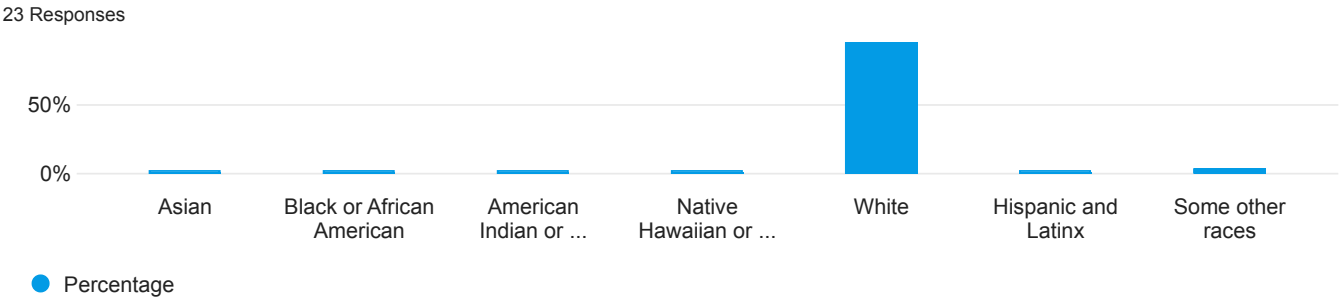 23 Responses
50%
0%
Asian
Black or African
American
American
Indian or ...
Native
Hawaiian or ...
White
Hispanic and
Latinx
Some other
races
Percentage